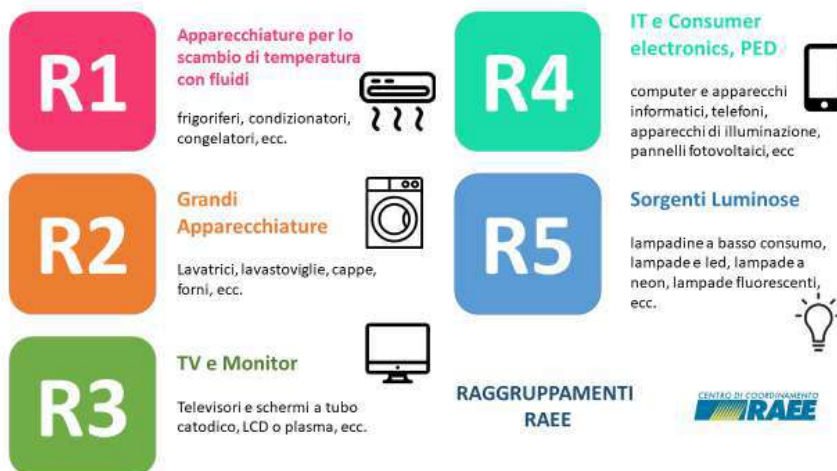 R1
Apparecchiature per lo
scambio di temperatura
con fluidi
frigoriferi, condizionatori,
congelatori, ecc.
R2
Grandi
Apparecchiature
Lavatrici, lavastoviglie, cappe,
forni, ecc.
R3
TV e Monitor
Televisori e schermi a tubo
catodico, LCD o plasma, ecc.
R4
IT e Consumer
electronics, PED
computer e apparecchi
informatici, telefoni,
apparecchi di illuminazione,
pannelli fotovoltaici, ecc
R5
Sorgenti Luminose
lampadine a basso consumo,
lampade e led, lampade a
neon, lampade fluorescenti,
ecc.
RAGGRUPPAMENTI
RAEE
CENTRO DI COORDINAMENTO
RAEE